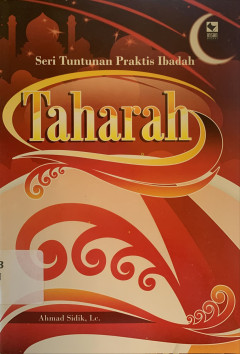 Seri Tuntunan Praktis Ibadah
Taharah
Ahmad Sidik, Lc.